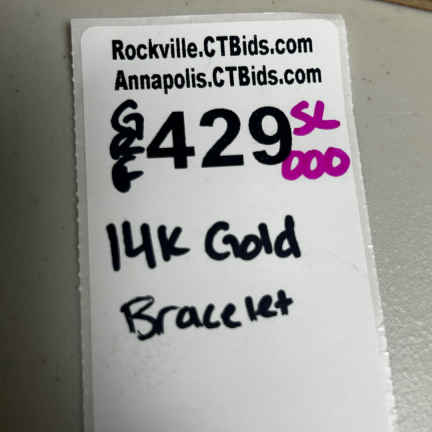 Rockville.CTBids.com
Annapolis.CTBids.com
429 SL
000
14K Gold
Bracelet